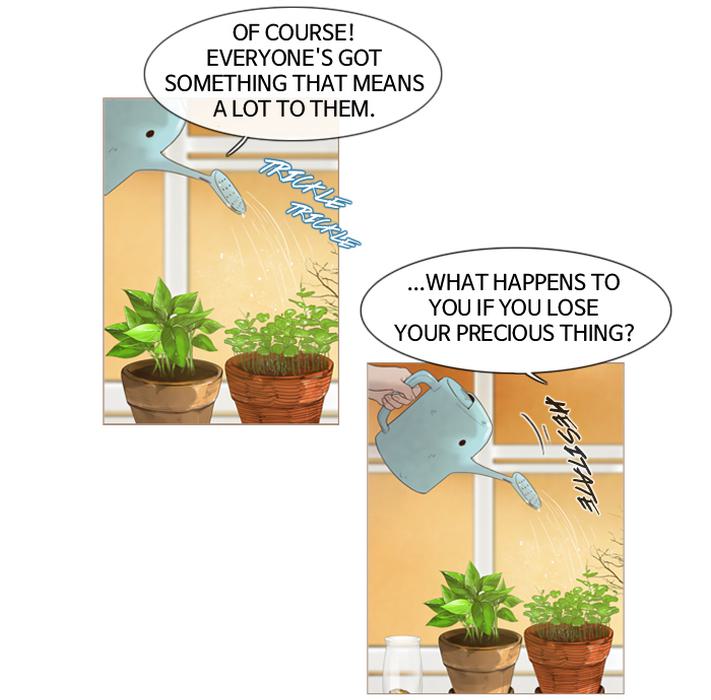 OF COURSE!
EVERYONE'S GOT
SOMETHING THAT MEANS
A LOT TO THEM.
TRICKLE
TRICKLE
...WHAT HAPPENS TO
YOU IF YOU LOSE
YOUR PRECIOUS THING?
HESITATE